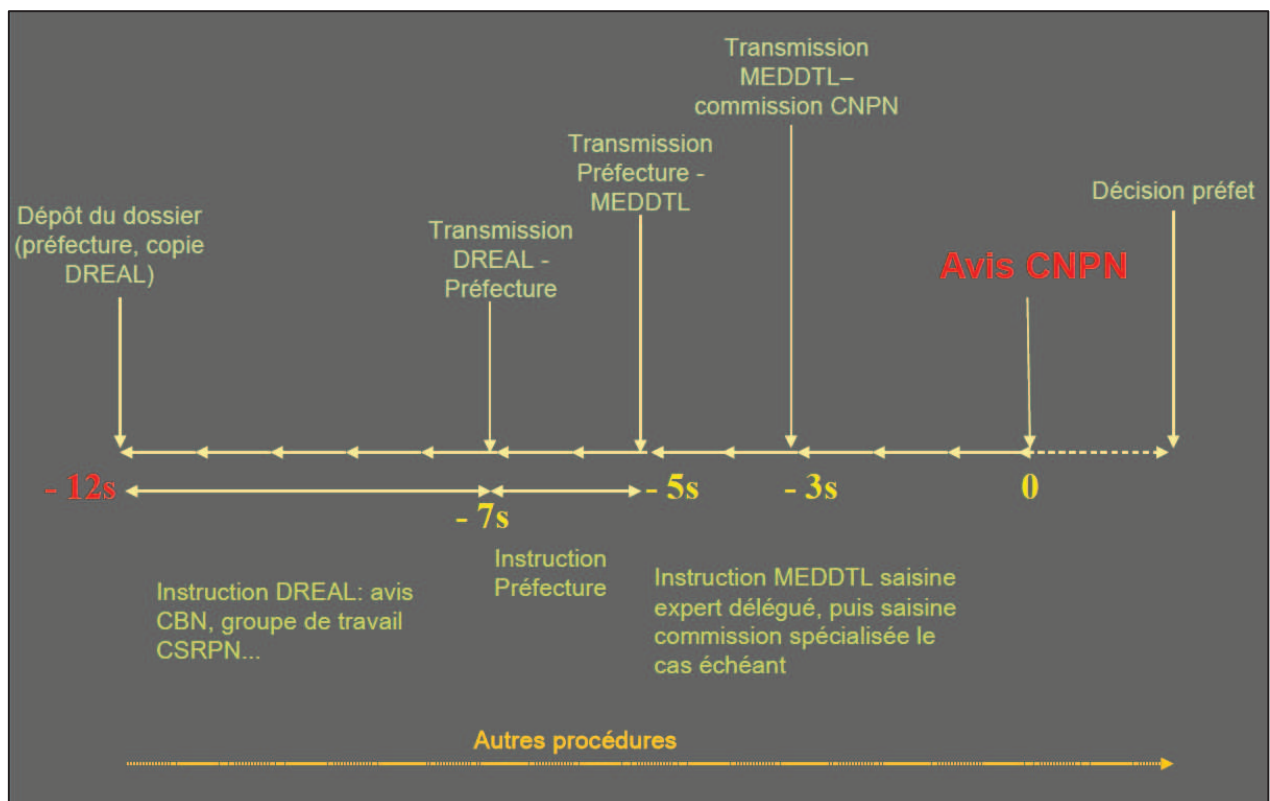 Transmission
MEDDTL–
commission CNPN
Transmission
Préfecture -
MEDDTL
Décision préfet
Dépôt du dossier
(préfecture, copie
DREAL)
Transmission
DREAL -
Préfecture
Avis CNPN
- 12s
- 7s
- 5s
- 3s
0
Instruction DREAL: avis
CBN, groupe de travail
CSRPN...
Instruction
Préfecture
Instruction MEDDTL saisine
expert délégué, puis saisine
commission spécialisée le
cas échéant
Autres procédures